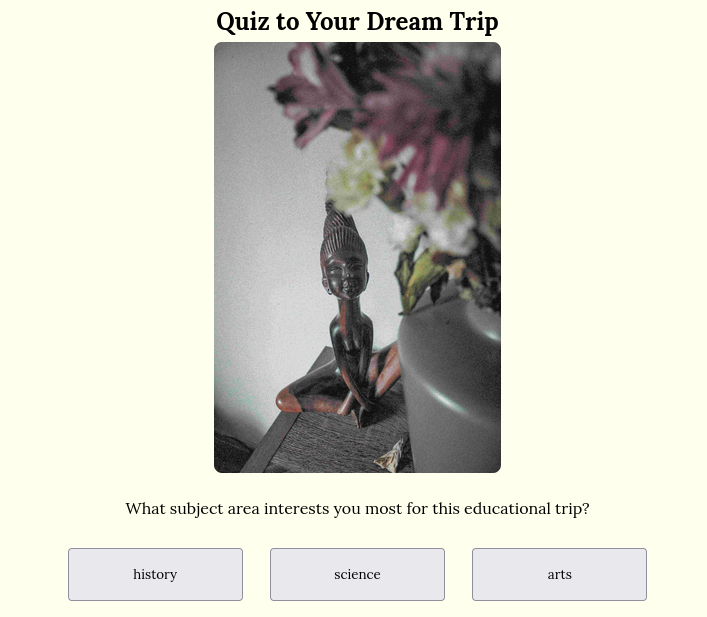 Quiz to Your Dream Trip
What subject area interests you most for this educational trip?
history
science
arts